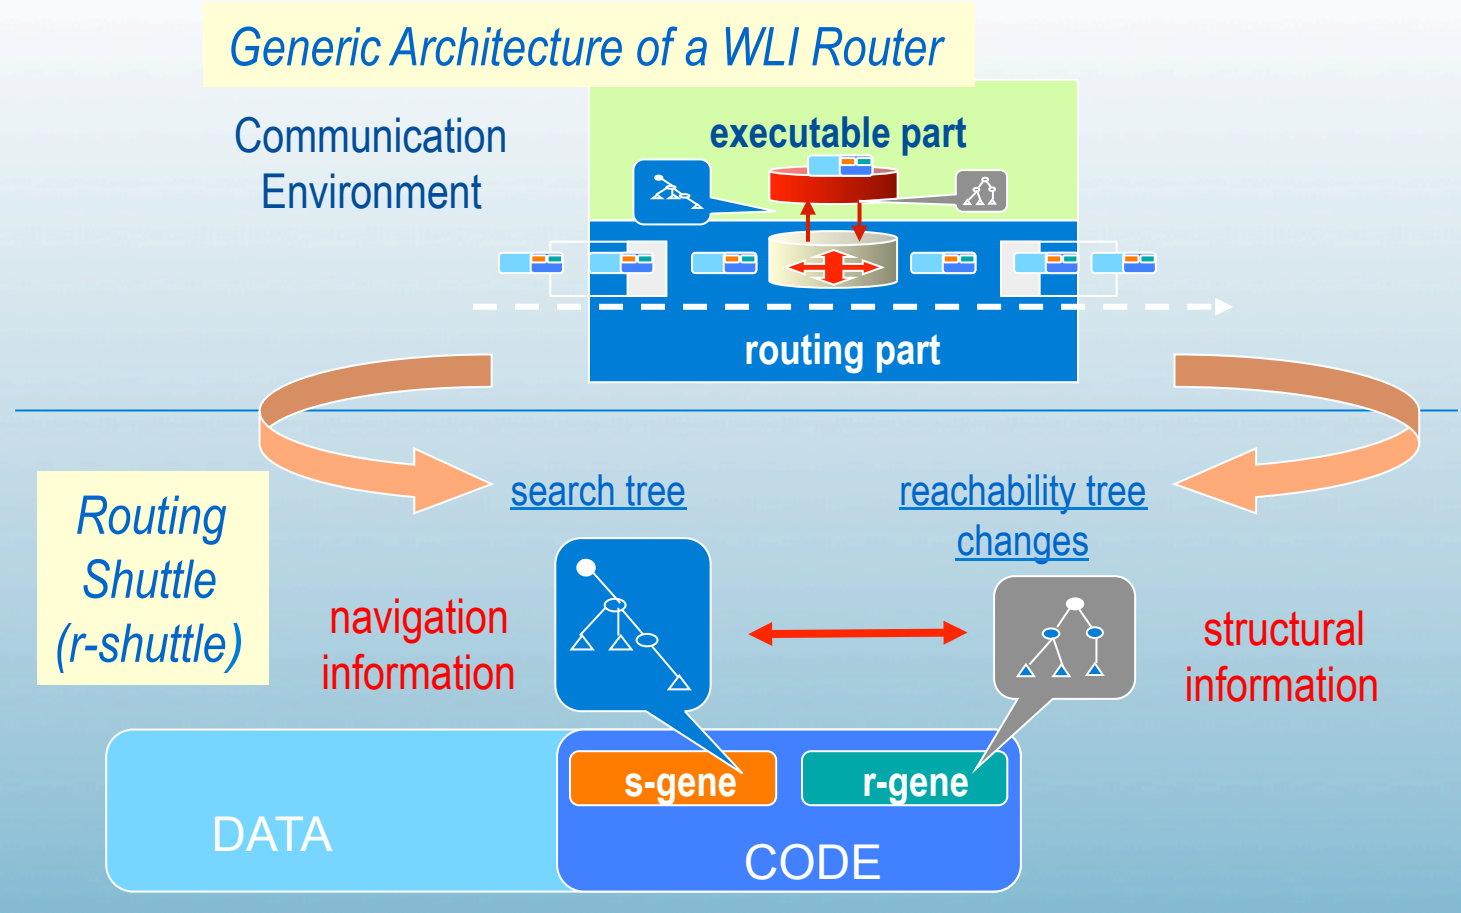 Generic Architecture of a WLI Router
Communication
Environment
executable part
routing part
search tree
reachability tree
changes
Routing
Shuttle
(r-shuttle)
navigation
information
structural
information
s-gene
r-gene
DATA
CODE